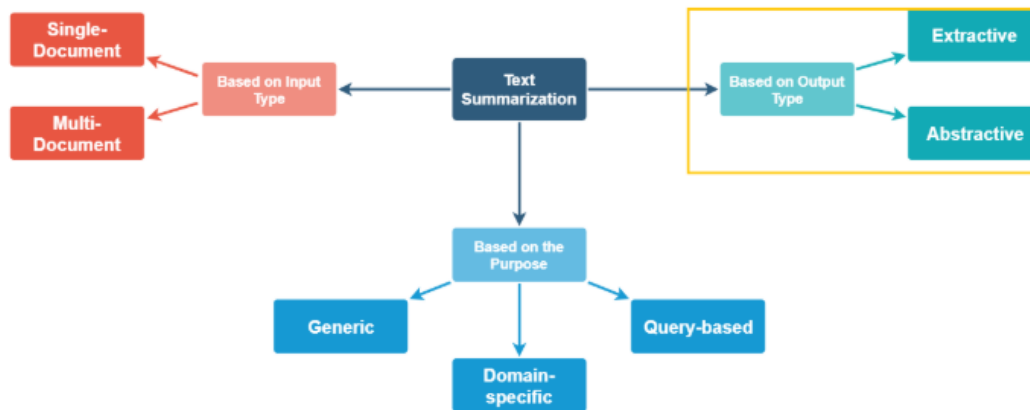 Single-
Document
Based on Input
Type
Multi-
Document
Text
Summarization
Based on Output
Type
Extractive
Abstractive
Based on the
Purpose
Generic
Domain-
specific
Query-based